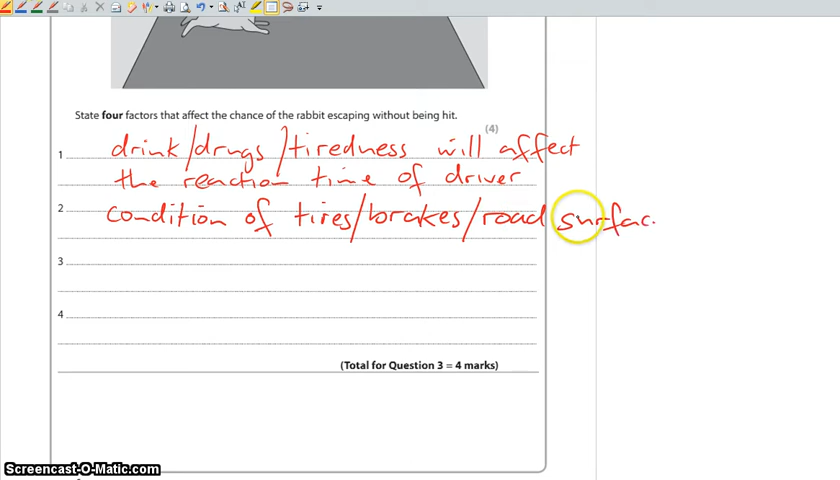 State four factors that affect the chance of the rabbit escaping without being hit.
(4)
1 drink/drugs/tiredness will affect
the reaction time of driver
2 condition of tires/brakes/road surfac
3
4
(Total for Question 3 = 4 marks)
Screencast-O-Matic.com